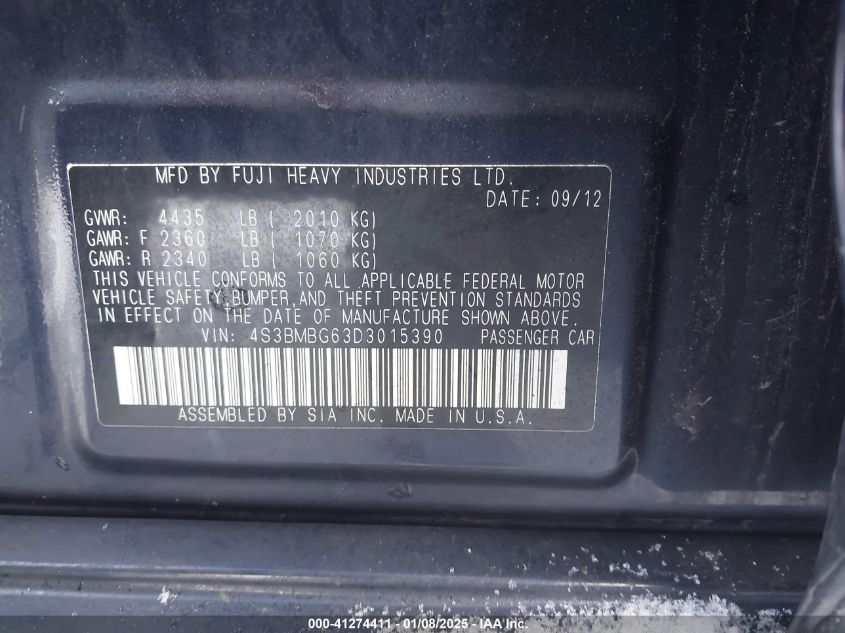 MFD BY FUJI HEAVY INDUSTRIES LTD.
DATE: 09/12
GVWR: 4435 LB ( 2010 KG)
GAWR: F 2360 LB ( 1070 KG)
GAWR: R 2340 LB ( 1060 KG)
THIS VEHICLE CONFORMS TO ALL APPLICABLE FEDERAL MOTOR
VEHICLE SAFETY,BUMPER,AND THEFT PREVENTION STANDARDS
IN EFFECT ON THE DATE OF MANUFACTURE SHOWN ABOVE.
VIN: 4S3BMBG63D3015390 PASSENGER CAR
ASSEMBLED BY SIA INC. MADE IN U.S.A.
000-41274411 - 01/08/2025 - IAA Inc.